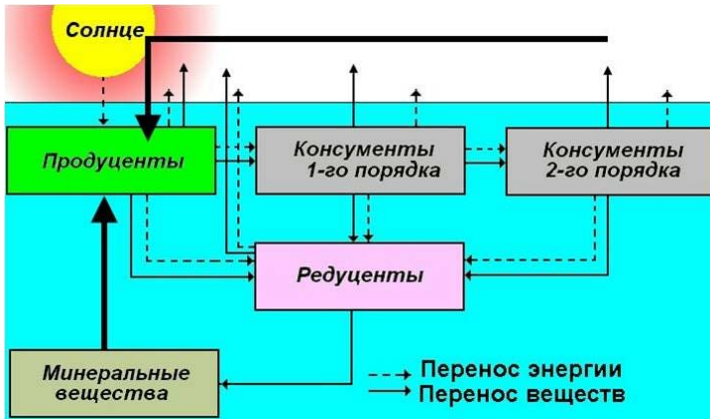 Солнце
Продуценты
Консументы
1-го порядка
Консументы
2-го порядка
Редуценты
Минеральные
вещества
Перенос энергии
Перенос веществ